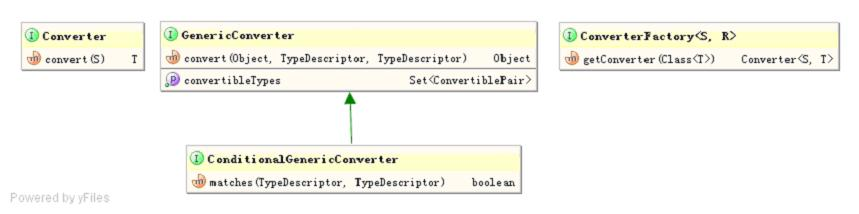 Converter
convert(S) T
GenericConverter
convert(Object, TypeDescriptor, TypeDescriptor) Object
convertibleTypes Set<ConvertiblePair>
ConverterFactory<S, R>
getConverter(Class<T>) Converter<S, T>
ConditionalGenericConverter
matches(TypeDescriptor, TypeDescriptor) boolean
Powered by yFiles